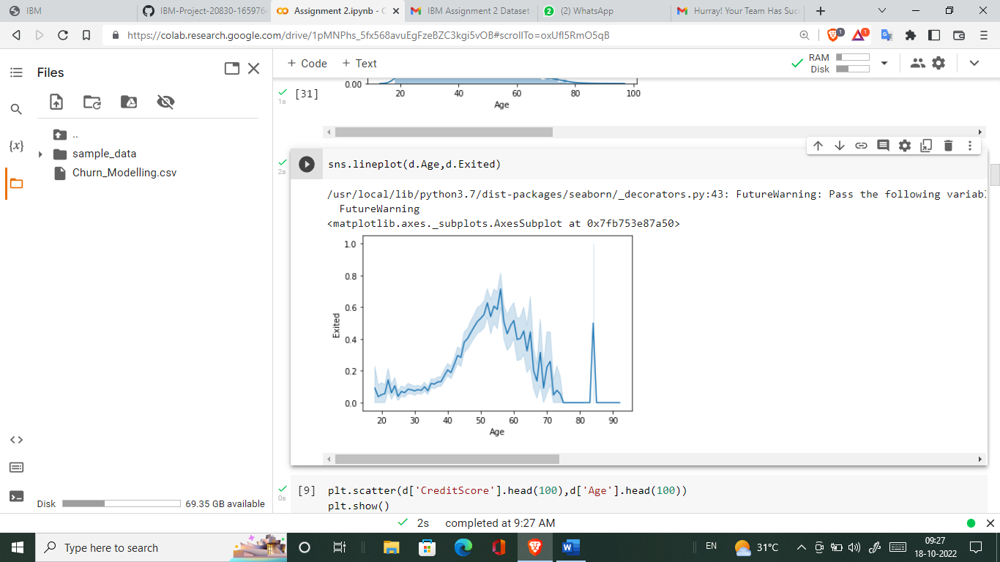 IBM
IBM-Project-20830-165976
Assignment 2.ipynb - C
IBM Assignment 2 Dataset -
(2) WhatsApp
Hurray! Your Team Has Succ
https://colab.research.google.com/drive/1pMNPhs_5fx568avuEgFzeBZC3kgi5vOB#scrollTo=oxUfI5RmO5qB
1
1
Files
+ Code
+ Text
RAM
Disk
..
sample_data
Churn_Modelling.csv
{x}
1s
[31]
0.00
20
40
60
80
100
Age
2s
sns.lineplot(d.Age,d.Exited)
/usr/local/lib/python3.7/dist-packages/seaborn/_decorators.py:43: FutureWarning: Pass the following variabl
FutureWarning
<matplotlib.axes._subplots.AxesSubplot at 0x7fb753e87a50>
1.0
0.8
0.6
0.4
0.2
0.0
Exited
20
30
40
50
60
70
80
90
Age
0s
[9]
plt.scatter(d['CreditScore'].head(100),d['Age'].head(100))
plt.show()
Disk
69.35 GB available
2s
completed at 9:27 AM
Type here to search
EN
31°C
09:27
18-10-2022